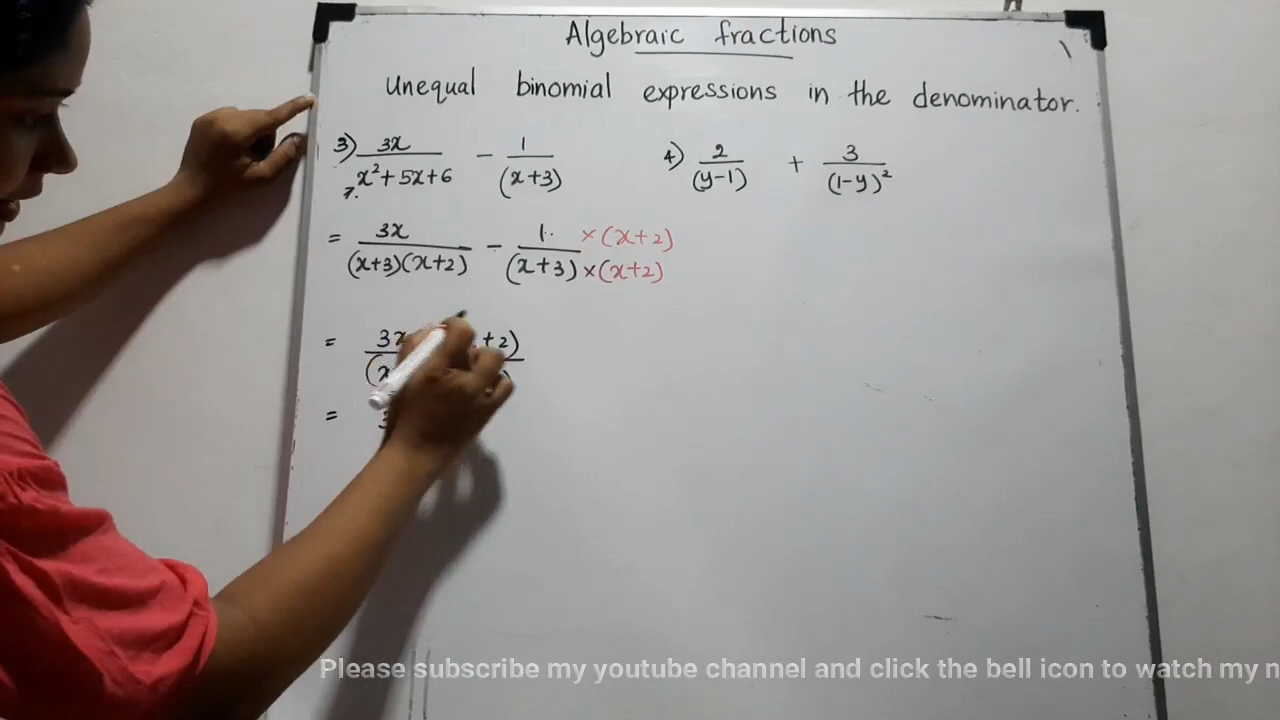 Algebraic fractions
Unequal binomial expressions in the denominator.
3) 3x / x² + 5x + 6 − 1 / (x + 3)
4) 2 / (y − 1) + 3 / (1 − y)²
= 3x / (x+3)(x+2) − 1 × (x+2) / (x + 3) × (x+2)
= 3x +2)
=
Please subscribe my youtube channel and click the bell icon to watch my